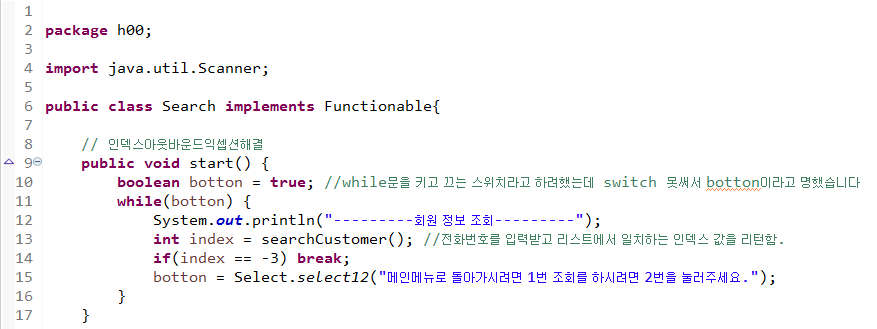 1
2 package h00;
3
4 import java.util.Scanner;
5
6 public class Search implements Functionable{
7
8 // 인덱스아웃바운드익셉션해결
9 public void start() {
10 boolean botton = true; //while문을 키고 끄는 스위치라고 하려했는데 switch 못써서 botton이라고 명했습니다
11 while(botton) {
12 System.out.println("---------회원 정보 조회---------");
13 int index = searchCustomer(); //전화번호를 입력받고 리스트에서 일치하는 인덱스 값을 리턴함.
14 if(index == -3) break;
15 botton = Select.select12("메인메뉴로 돌아가시려면 1번 조회를 하시려면 2번을 눌러주세요.");
16 }
17 }